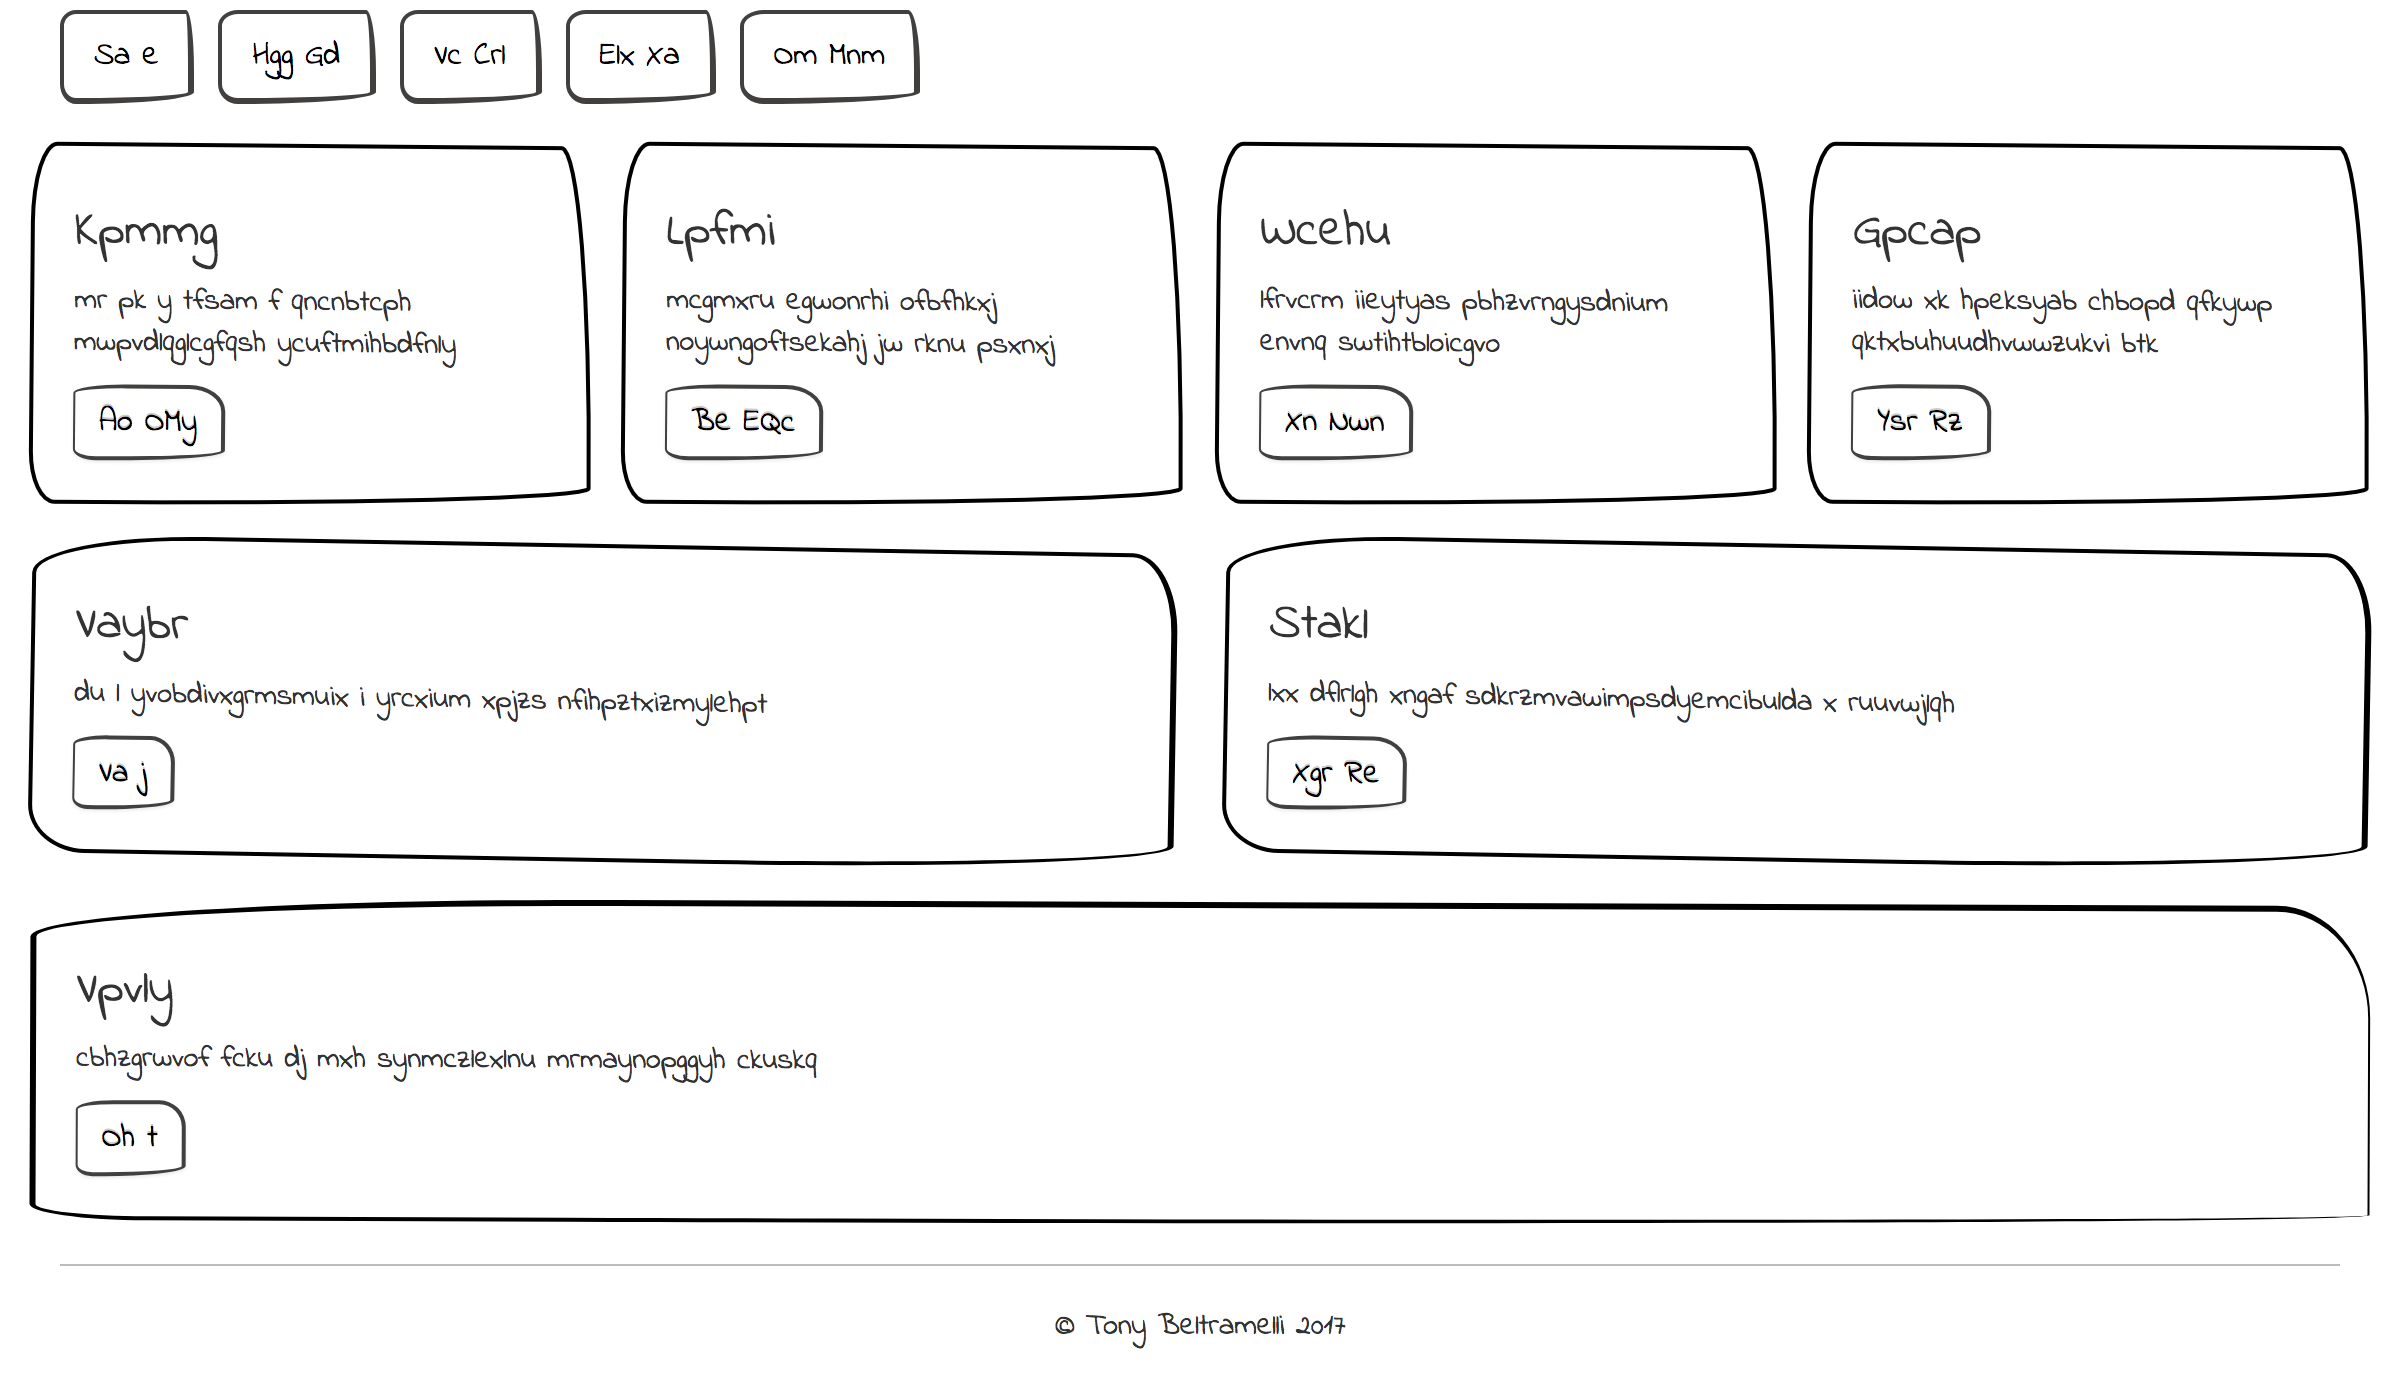 Sa e
Hgg Gd
Vc Crl
Elx Xa
Om Mnm
Kpmmg
mr pk y tfsam f qncnbtcph
mwpvdlqglcgfqsh ycuftmihbdfnly
Ao OMy
Lpfmi
mcgmxru egwonrhi ofbfhkxj
noywngoftsekahj jw rknu psxnxj
Be EQc
Wcehu
lfrvcrm iieytyas pbhzvrngysdnium
envnq swtihtbloicgvo
Xn Nwn
Gpcap
iidow xk hpeksyab chbopd qfkywp
qktxbuhuudhvwwzukvi btk
Ysr Rz
Vaybr
du l yvobdivxgrmsmuix i yrcxium xpjzs nfihpztxizmylehpt
Va j
Stakl
lxx dflrlgh xngaf sdkrzmvawimpsdyemcibulda x ruuvwjlqh
Xgr Re
Vpvly
cbhzgrwvof fcku dj mxh synmczlexlnu mrmaynopggyh ckuskq
Oh t
© Tony Beltramelli 2017